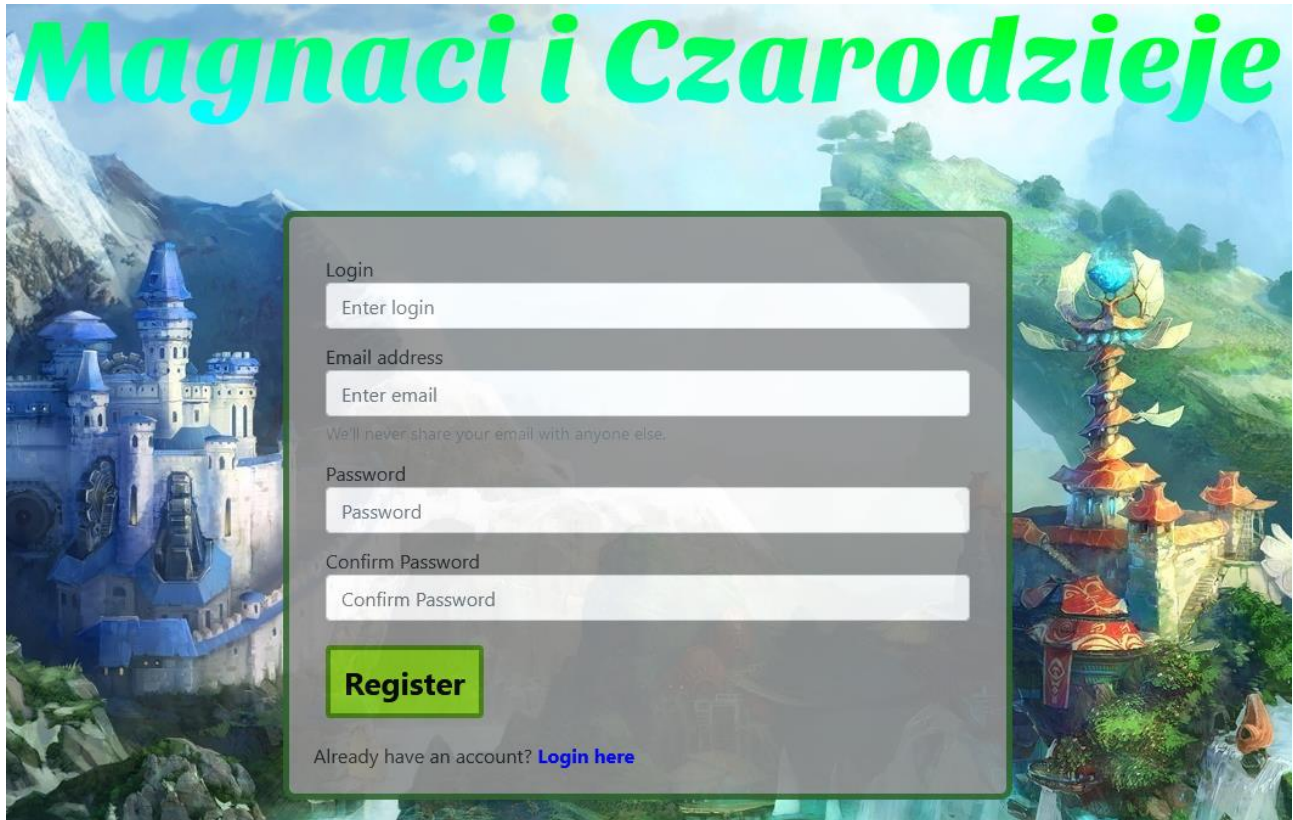 Magnaci i Czarodzieje
Login
Enter login
Email address
Enter email
We'll never share your email with anyone else.
Password
Password
Confirm Password
Confirm Password
Register
Already have an account? Login here